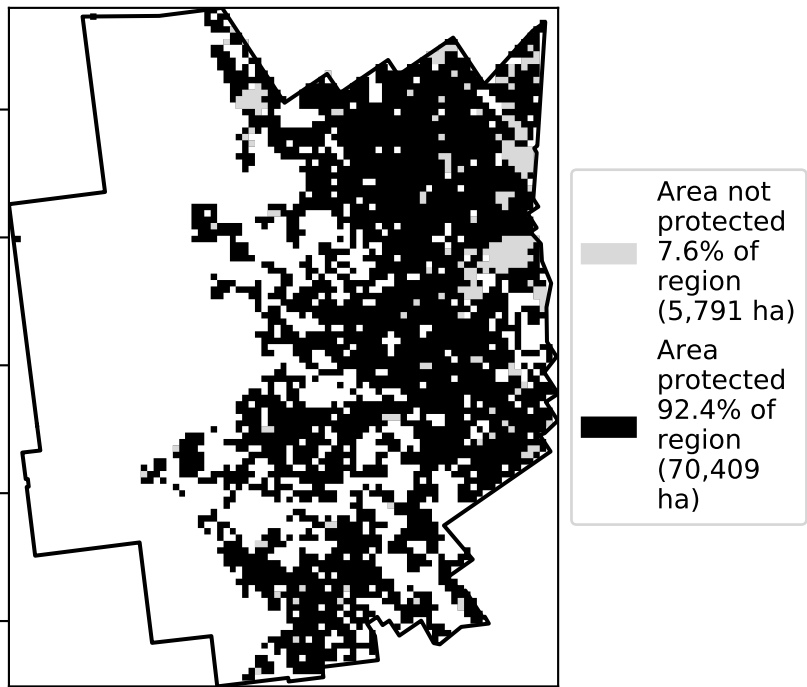 Area not
protected
7.6% of
region
(5,791 ha)
Area
protected
92.4% of
region
(70,409
ha)